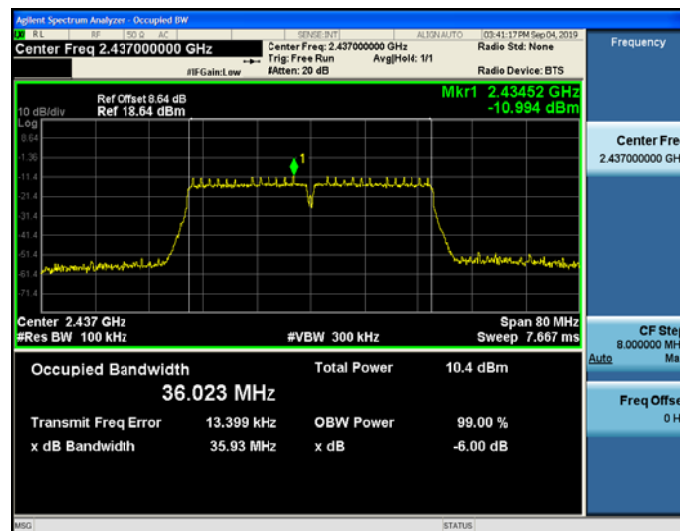 Agilent Spectrum Analyzer - Occupied BW
RL RF 50 Ω AC SENSE:INT ALIGN AUTO 03:41:17 PM Sep 04, 2019
Center Freq 2.437000000 GHz
Center Freq: 2.437000000 GHz
Radio Std: None
Trig: Free Run Avg|Hold: 1/1
#IFGain:Low #Atten: 20 dB Radio Device: BTS
Frequency
Mkr1 2.43452 GHz
-10.994 dBm
Ref Offset 8.64 dB
10 dB/div Ref 18.64 dBm
Log
8.64
-1.36
-11.4
-21.4
-31.4
-41.4
-51.4
-61.4
-71.4
1
Center Fre
2.437000000 GH
Center 2.437 GHz Span 80 MHz
#Res BW 100 kHz #VBW 300 kHz Sweep 7.667 ms
CF Step
8.000000 MH
Auto Ma
Occupied Bandwidth Total Power 10.4 dBm
36.023 MHz
Transmit Freq Error 13.399 kHz OBW Power 99.00 %
x dB Bandwidth 35.93 MHz x dB -6.00 dB
Freq Offse
0 H
MSG STATUS